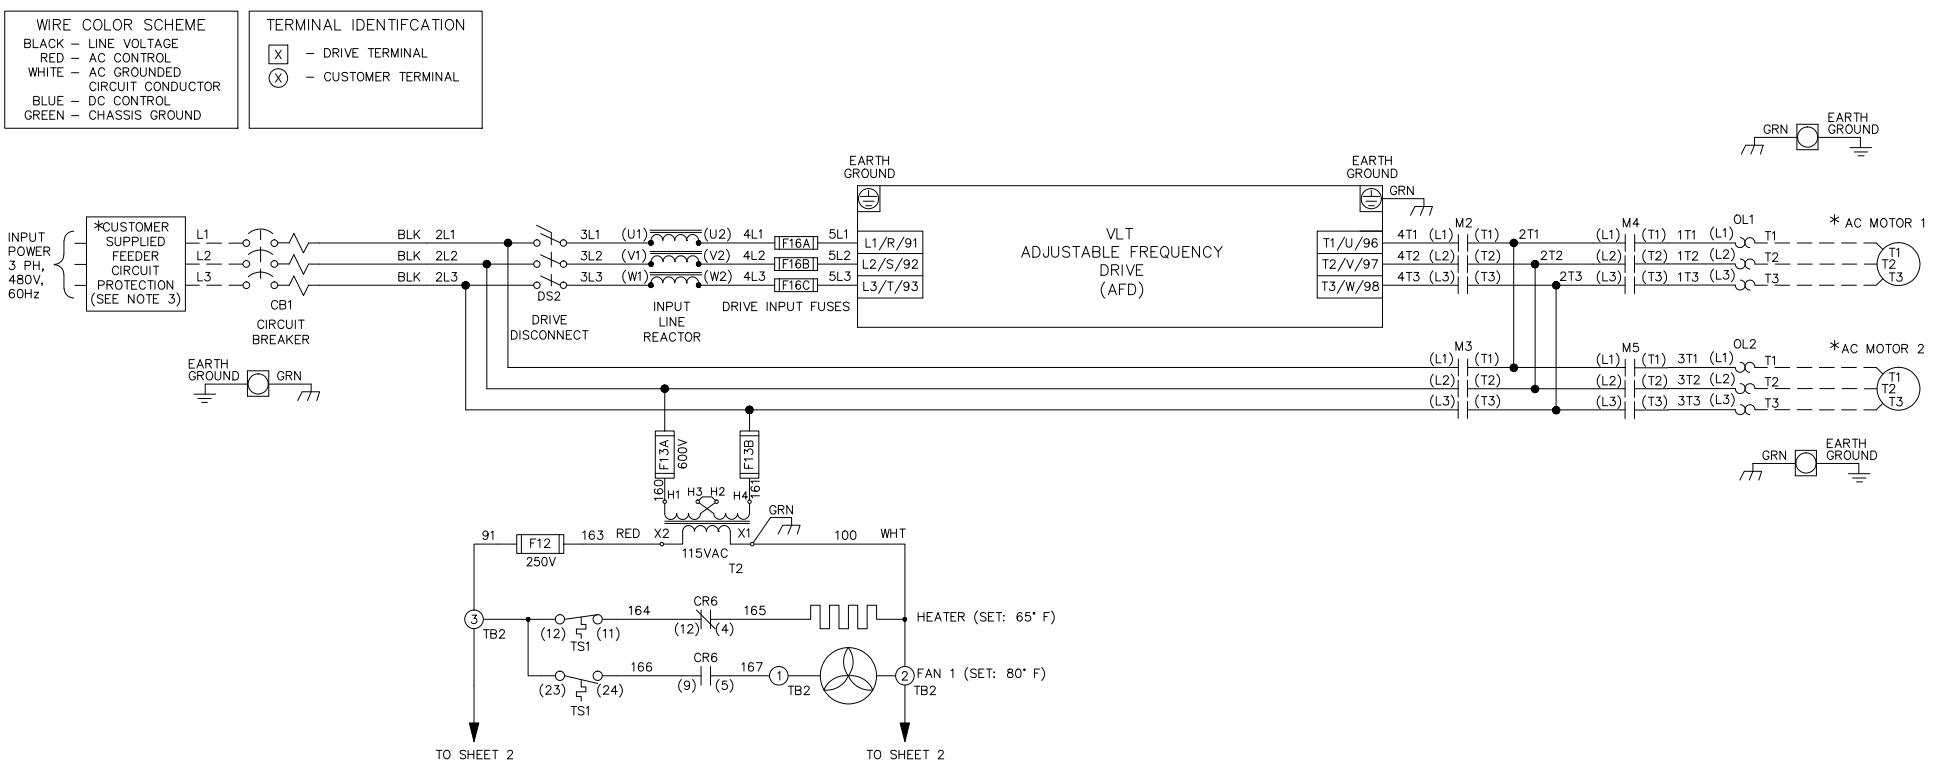 WIRE COLOR SCHEME
BLACK – LINE VOLTAGE
RED – AC CONTROL
WHITE – AC GROUNDED
CIRCUIT CONDUCTOR
BLUE – DC CONTROL
GREEN – CHASSIS GROUND
TERMINAL IDENTIFCATION
X – DRIVE TERMINAL
X – CUSTOMER TERMINAL
GRN
EARTH
GROUND
INPUT
POWER
3 PH,
480V,
60Hz
*CUSTOMER
SUPPLIED
FEEDER
CIRCUIT
PROTECTION
(SEE NOTE 3)
L1
L2
L3
CB1
CIRCUIT
BREAKER
BLK 2L1
BLK 2L2
BLK 2L3
DS2
DRIVE
DISCONNECT
3L1 (U1) (U2) 4L1 F16A 5L1
3L2 (V1) (V2) 4L2 F16B 5L2
3L3 (W1) (W2) 4L3 F16C 5L3
INPUT
LINE
REACTOR
DRIVE INPUT FUSES
EARTH
GROUND
L1/R/91
L2/S/92
L3/T/93
VLT
ADJUSTABLE FREQUENCY
DRIVE
(AFD)
EARTH
GROUND
GRN
T1/U/96
T2/V/97
T3/W/98
M2
4T1 (L1) (T1) 2T1
4T2 (L2) (T2) 2T2
4T3 (L3) (T3) 2T3
M4
(L1) (T1) 1T1 (L1)
(L2) (T2) 1T2 (L2)
(L3) (T3) 1T3 (L3)
OL1
T1
T2
T3
* AC MOTOR 1
T1
T2
T3
EARTH
GROUND
GRN
M3
(L1) (T1)
(L2) (T2)
(L3) (T3)
M5
(L1) (T1) 3T1 (L1)
(L2) (T2) 3T2 (L2)
(L3) (T3) 3T3 (L3)
OL2
T1
T2
T3
*AC MOTOR 2
T1
T2
T3
GRN
EARTH
GROUND
F13A
600V
F13B
160
161
H1 H3 H2 H4
GRN
91 F12 163 RED X2 X1 100 WHT
250V
115VAC
T2
3
TB2
(12) (11)
TS1
164
CR6
(12) (4)
165
HEATER (SET: 65° F)
(23) (24)
TS1
166
CR6
(9) (5)
167
1
TB2
2
TB2
FAN 1 (SET: 80° F)
TO SHEET 2
TO SHEET 2